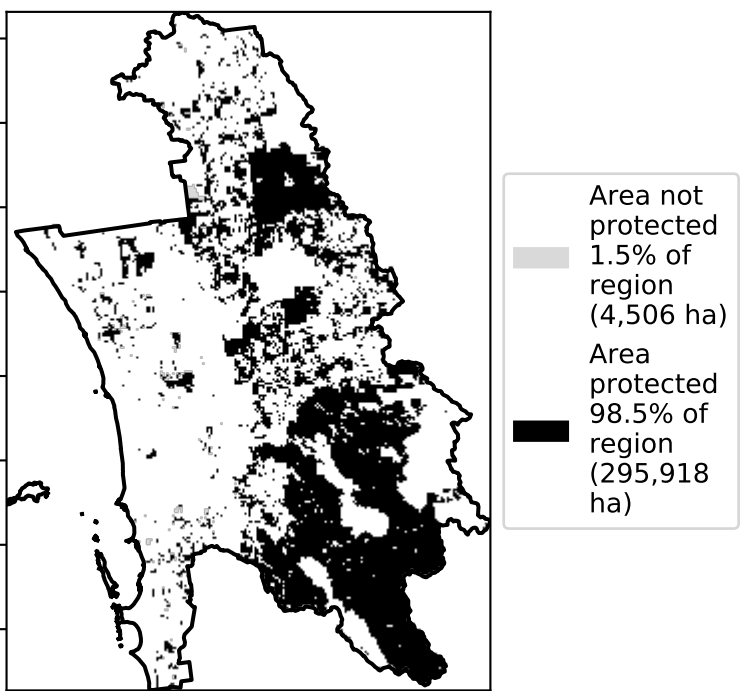 Area not
protected
1.5% of
region
(4,506 ha)
Area
protected
98.5% of
region
(295,918
ha)